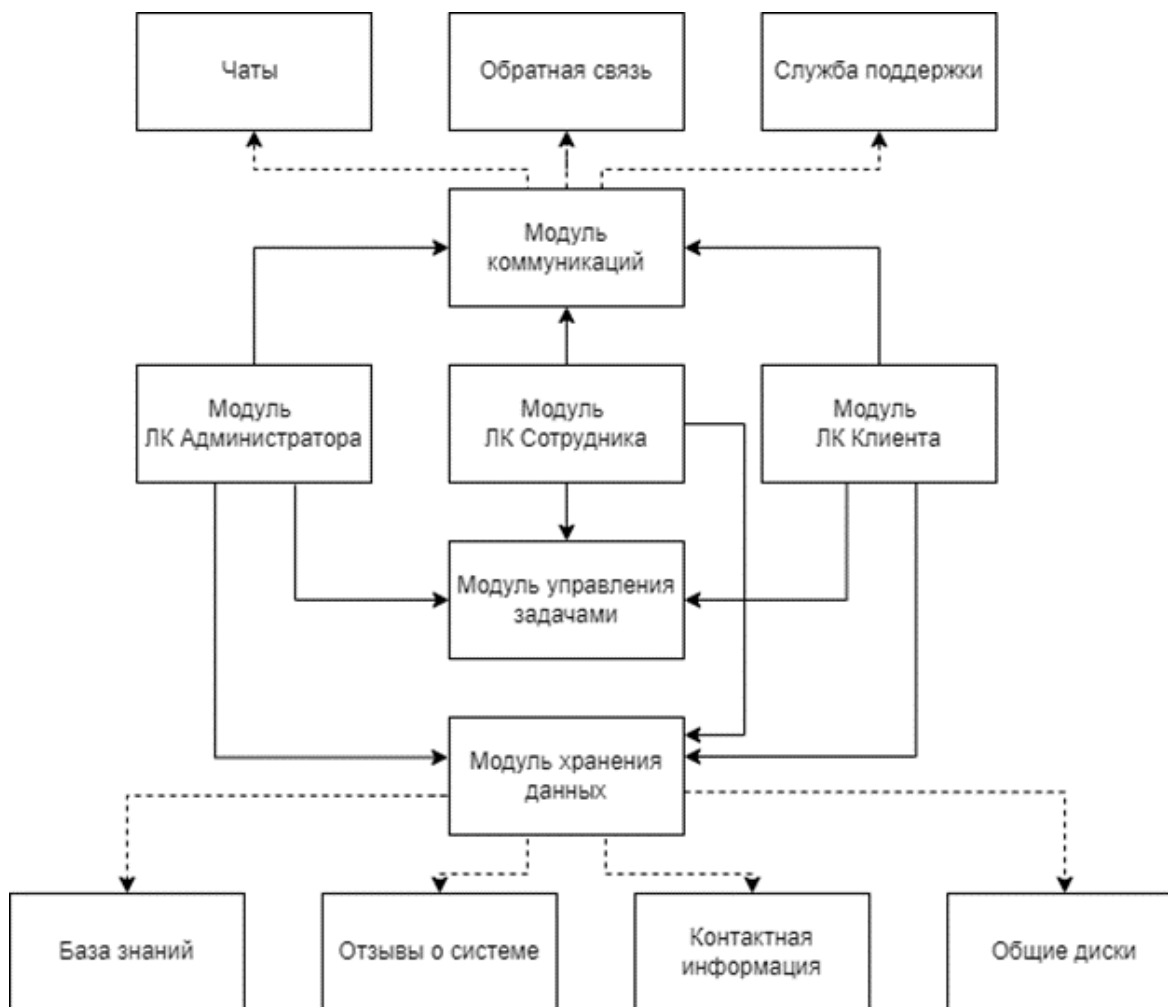 Чаты
Обратная связь
Служба поддержки
Модуль
коммуникаций
Модуль
ЛК Администратора
Модуль
ЛК Сотрудника
Модуль
ЛК Клиента
Модуль управления
задачами
Модуль хранения
данных
База знаний
Отзывы о системе
Контактная
информация
Общие диски